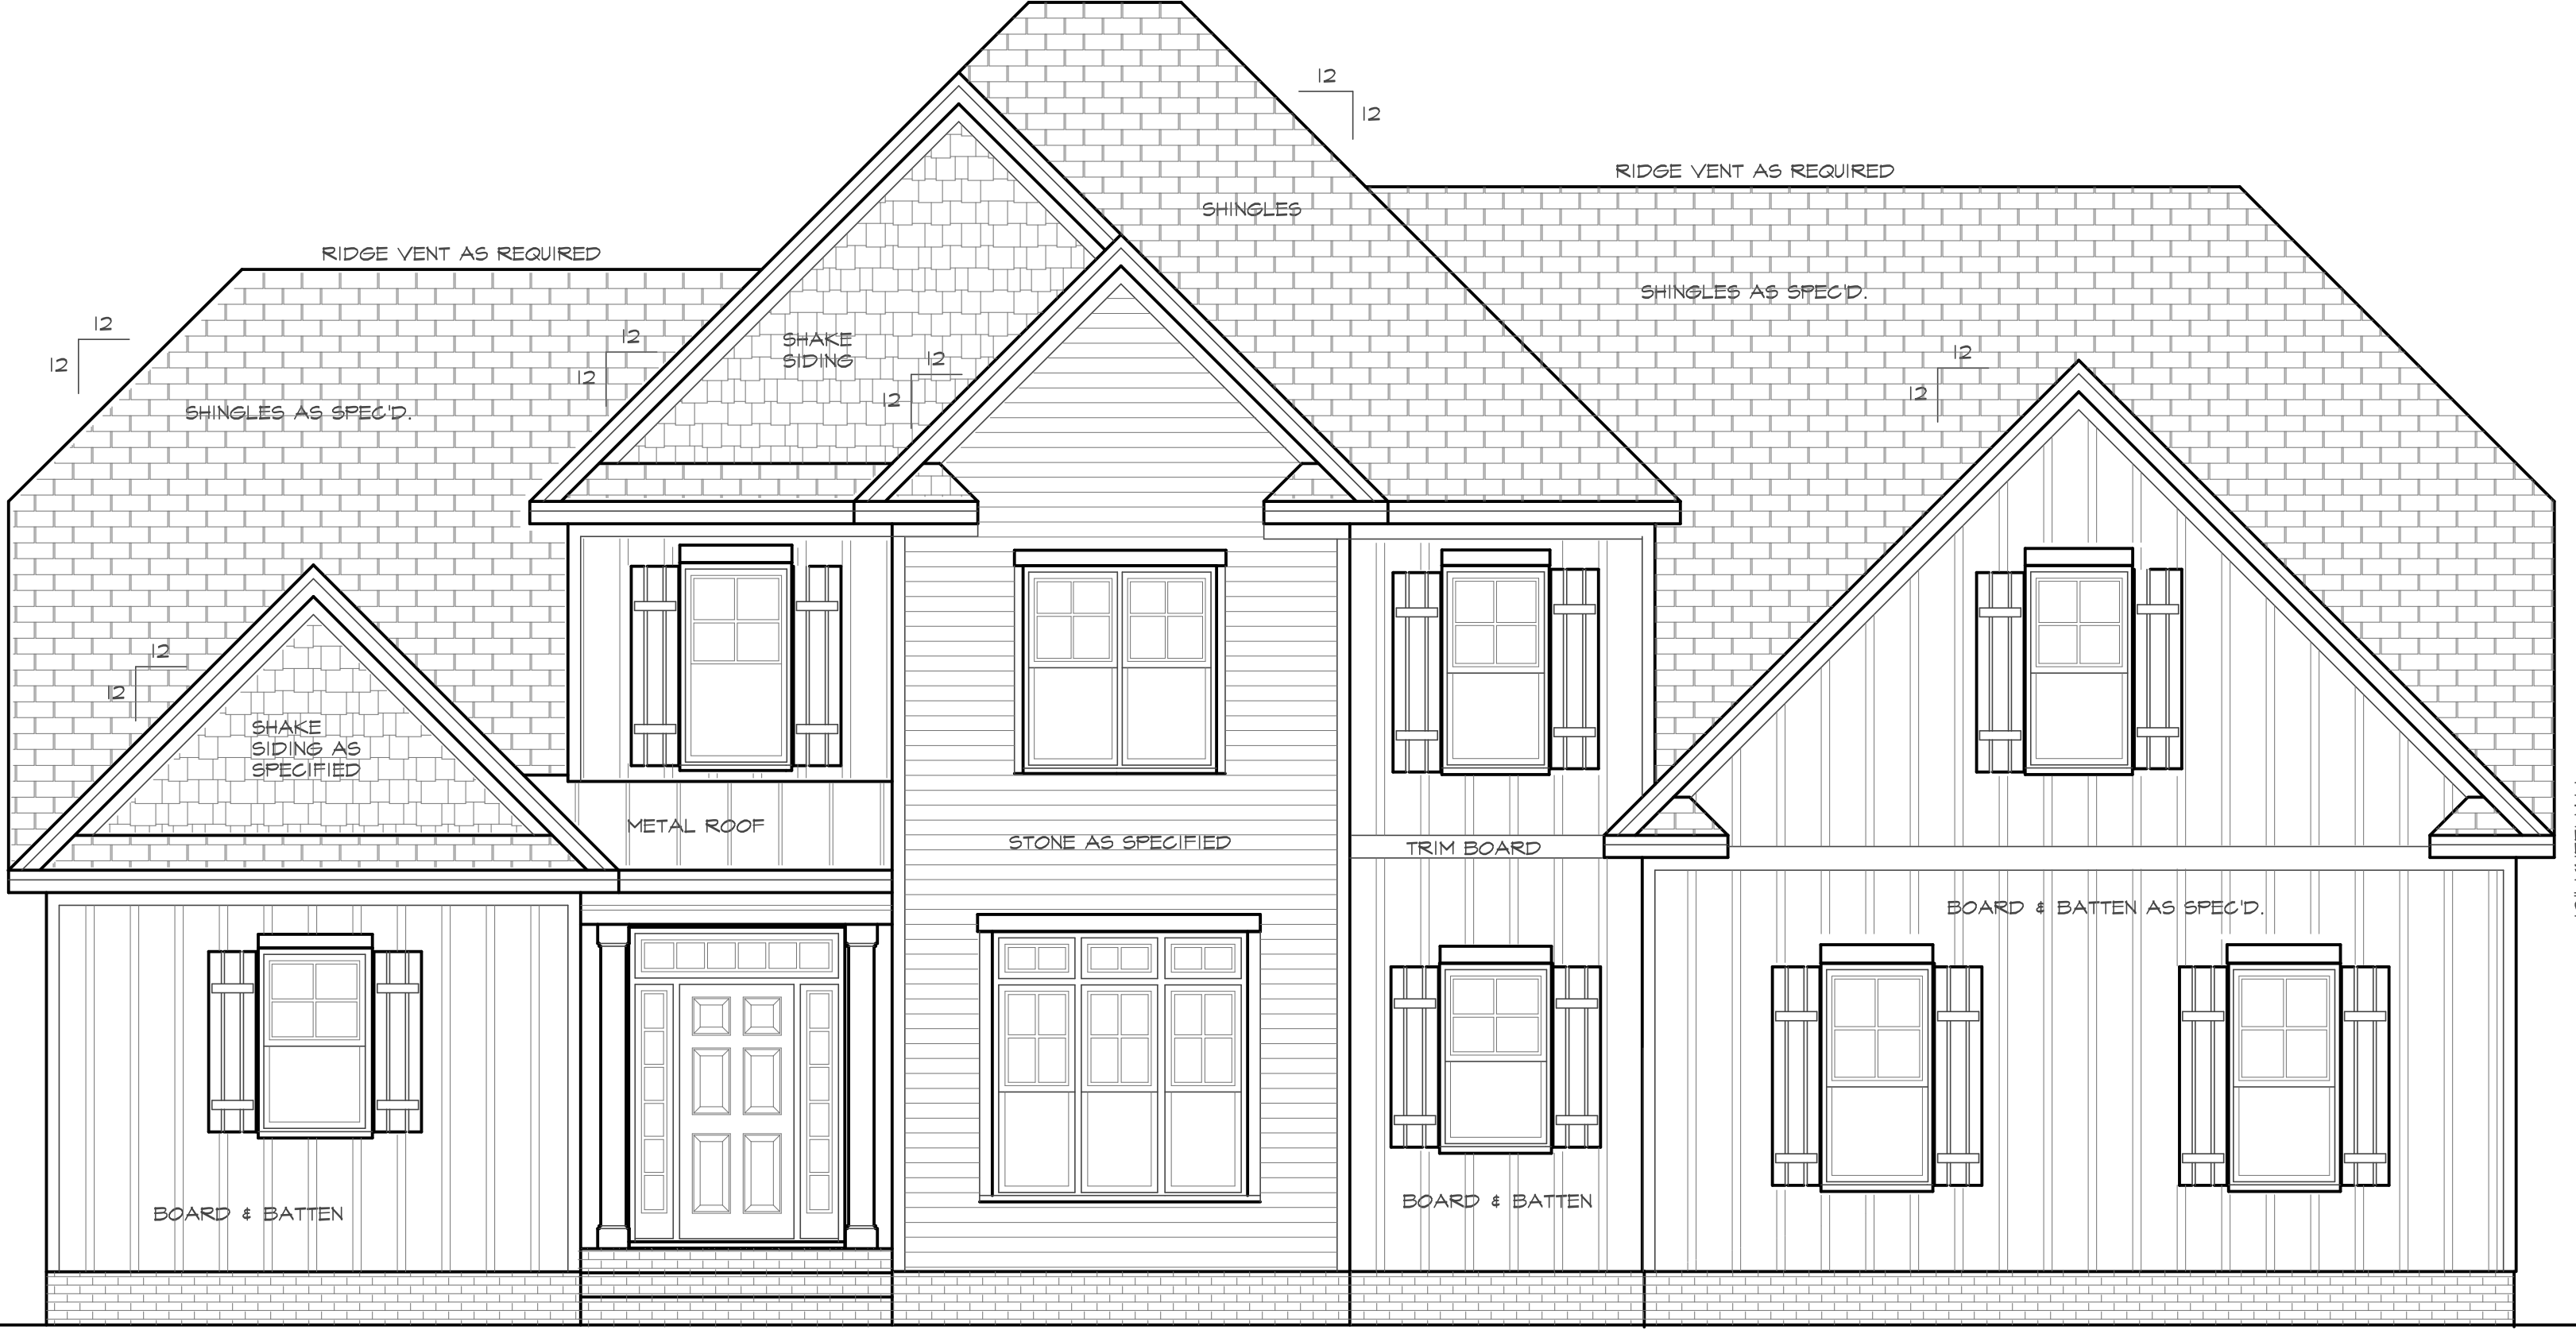 12
12
RIDGE VENT AS REQUIRED
SHINGLES
RIDGE VENT AS REQUIRED
SHINGLES AS SPEC'D.
12
12
12
12
SHAKE
SIDING
12
12
12
12
SHINGLES AS SPEC'D.
12
12
SHAKE
SIDING AS
SPECIFIED
METAL ROOF
STONE AS SPECIFIED
TRIM BOARD
BOARD & BATTEN AS SPEC'D.
BOARD & BATTEN
BOARD & BATTEN